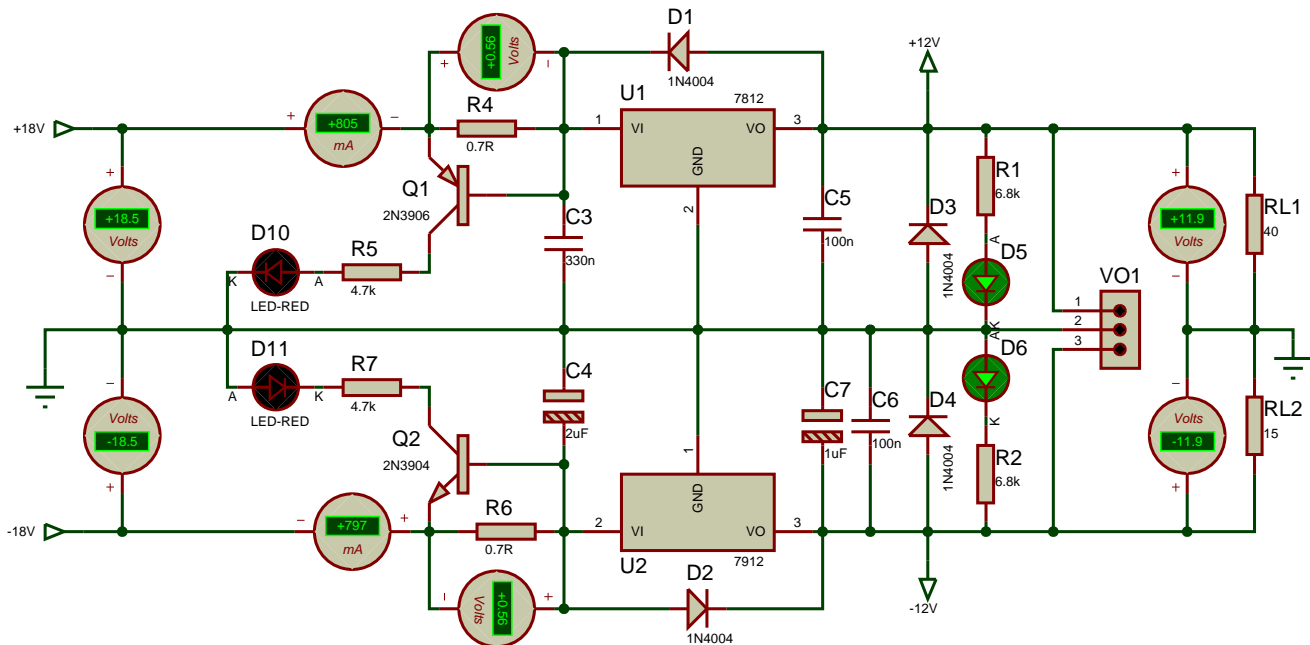 D1
1N4004
+0.56
Volts
+ −
+12V
R4
0.7R
U1
7812
1 VI VO 3
GND
2
+18V
+ −
+805
mA
Q1
2N3906
+
+18.5
Volts
−
D10
K A
LED-RED
R5
4.7k
C3
330n
C5
100n
D3
1N4004
R1
6.8k
A
D5
AK
+
+11.9
Volts
−
RL1
40
VO1
1
2
3
D11
A K
LED-RED
R7
4.7k
C4
2uF
−
Volts
-18.5
+
Q2
2N3904
C7
1uF
C6
100n
D4
1N4004
D6
K
R2
6.8k
−
Volts
-11.9
+
RL2
15
1
GND
-18V
− +
+797
mA
R6
0.7R
2 VI VO 3
U2
7912
− +
Volts
+0.56
D2
1N4004
-12V